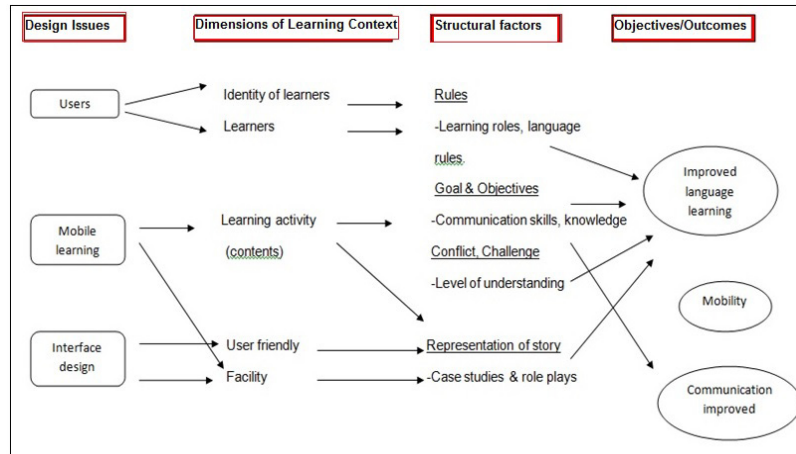 Design Issues
Dimensions of Learning Context
Structural factors
Objectives/Outcomes
Users
Identity of learners
Learners
Rules
-Learning roles, language
rules.
Improved
language
learning
Mobile
learning
Learning activity
(contents)
Goal & Objectives
-Communication skills, knowledge
Conflict, Challenge
-Level of understanding
Mobility
Interface
design
User friendly
Facility
Representation of story
-Case studies & role plays
Communication
improved